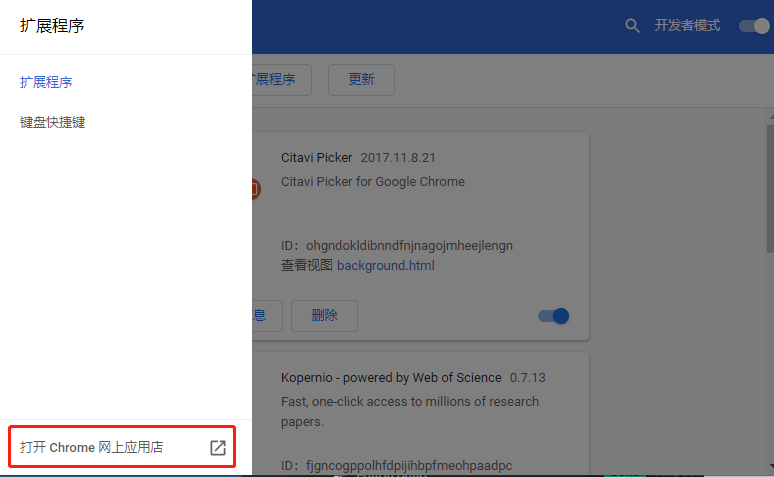 扩展程序
开发者模式
扩展程序
展程序
更新
键盘快捷键
Citavi Picker 2017.11.8.21
Citavi Picker for Google Chrome
ID：ohgndokldibnndfnjnagojmheejlengn
查看视图 background.html
息
删除
Kopernio - powered by Web of Science 0.7.13
Fast, one-click access to millions of research
papers.
打开 Chrome 网上应用店
ID：fjgncogppolhfdpijihbpfmeohpaadpc